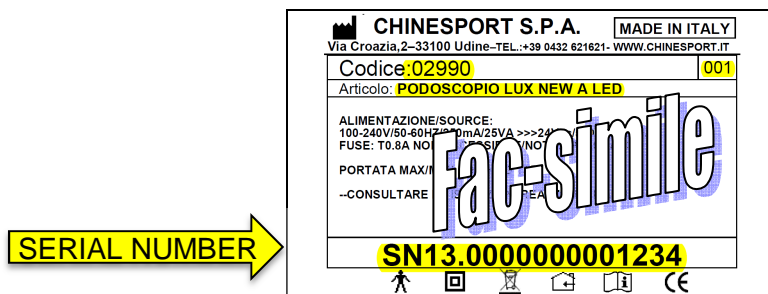 CHINESPORT S.P.A. MADE IN ITALY
Via Croazia,2–33100 Udine–TEL.:+39 0432 621621- WWW.CHINESPORT.IT
Codice:02990 001
Articolo: PODOSCOPIO LUX NEW A LED
ALIMENTAZIONE/SOURCE:
100-240V/50-60HZ
FUSE: T0.8A
PORTATA MAX
--CONSULTARE
Fac-simile
SERIAL NUMBER
SN13.0000000001234
CE